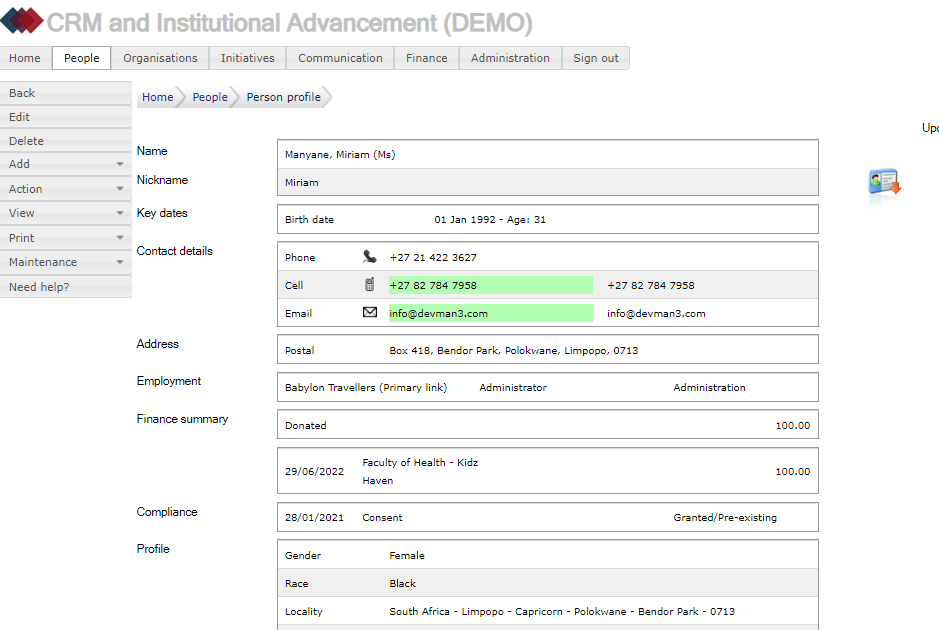 CRM and Institutional Advancement (DEMO)
Home People Organisations Initiatives Communication Finance Administration Sign out
Back
Edit
Delete
Add
Action
View
Print
Maintenance
Need help?
Home People Person profile
Name Manyane, Miriam (Ms)
Nickname Miriam
Key dates Birth date 01 Jan 1992 - Age: 31
Contact details Phone +27 21 422 3627
Cell +27 82 784 7958 +27 82 784 7958
Email info@devman3.com info@devman3.com
Address Postal Box 418, Bendor Park, Polokwane, Limpopo, 0713
Employment Babylon Travellers (Primary link) Administrator Administration
Finance summary Donated 100.00
29/06/2022 Faculty of Health - Kidz 100.00
Haven
Compliance 28/01/2021 Consent Granted/Pre-existing
Profile Gender Female
Race Black
Locality South Africa - Limpopo - Capricorn - Polokwane - Bendor Park - 0713